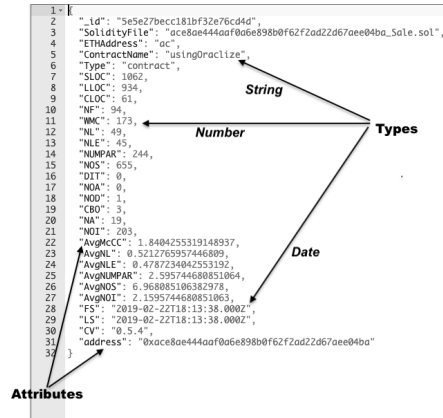 1 {
2 "_id": "5e5e27becc181bf32e76cd4d",
3 "SolidityFile": "ace8ae444aaf0a6e898b0f62f2ad22d67aee04ba_Sale.sol",
4 "ETHAddress": "ac",
5 "ContractName": "usingOraclize",
6 "Type": "contract",
7 "SLOC": 1062,
8 "LLOC": 934,
9 "CLOC": 61,
10 "NF": 94,
11 "WMC": 173,
12 "NL": 49,
13 "NLE": 45,
14 "NUMPAR": 244,
15 "NOS": 655,
16 "DIT": 0,
17 "NOA": 0,
18 "NOD": 1,
19 "CBO": 3,
20 "NA": 19,
21 "NOI": 203,
22 "AvgMcCC": 1.8404255319148937,
23 "AvgNL": 0.5212765957446809,
24 "AvgNLE": 0.4787234042553192,
25 "AvgNUMPAR": 2.595744680851064,
26 "AvgNOS": 6.968085106382978,
27 "AvgNOI": 2.1595744680851063,
28 "FS": "2019-02-22T18:13:38.000Z",
29 "LS": "2019-02-22T18:13:38.000Z",
30 "CV": "0.5.4",
31 "address": "0xace8ae444aaf0a6e898b0f62f2ad22d67aee04ba"
32 }
String
Number
Types
Date
Attributes